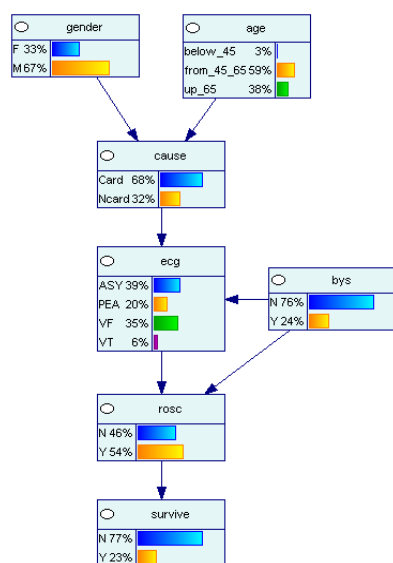 gender
F 33%
M 67%
age
below_45 3%
from_45_65 59%
up_65 38%
cause
Card 68%
Ncard 32%
ecg
ASY 39%
PEA 20%
VF 35%
VT 6%
bys
N 76%
Y 24%
rosc
N 46%
Y 54%
survive
N 77%
Y 23%